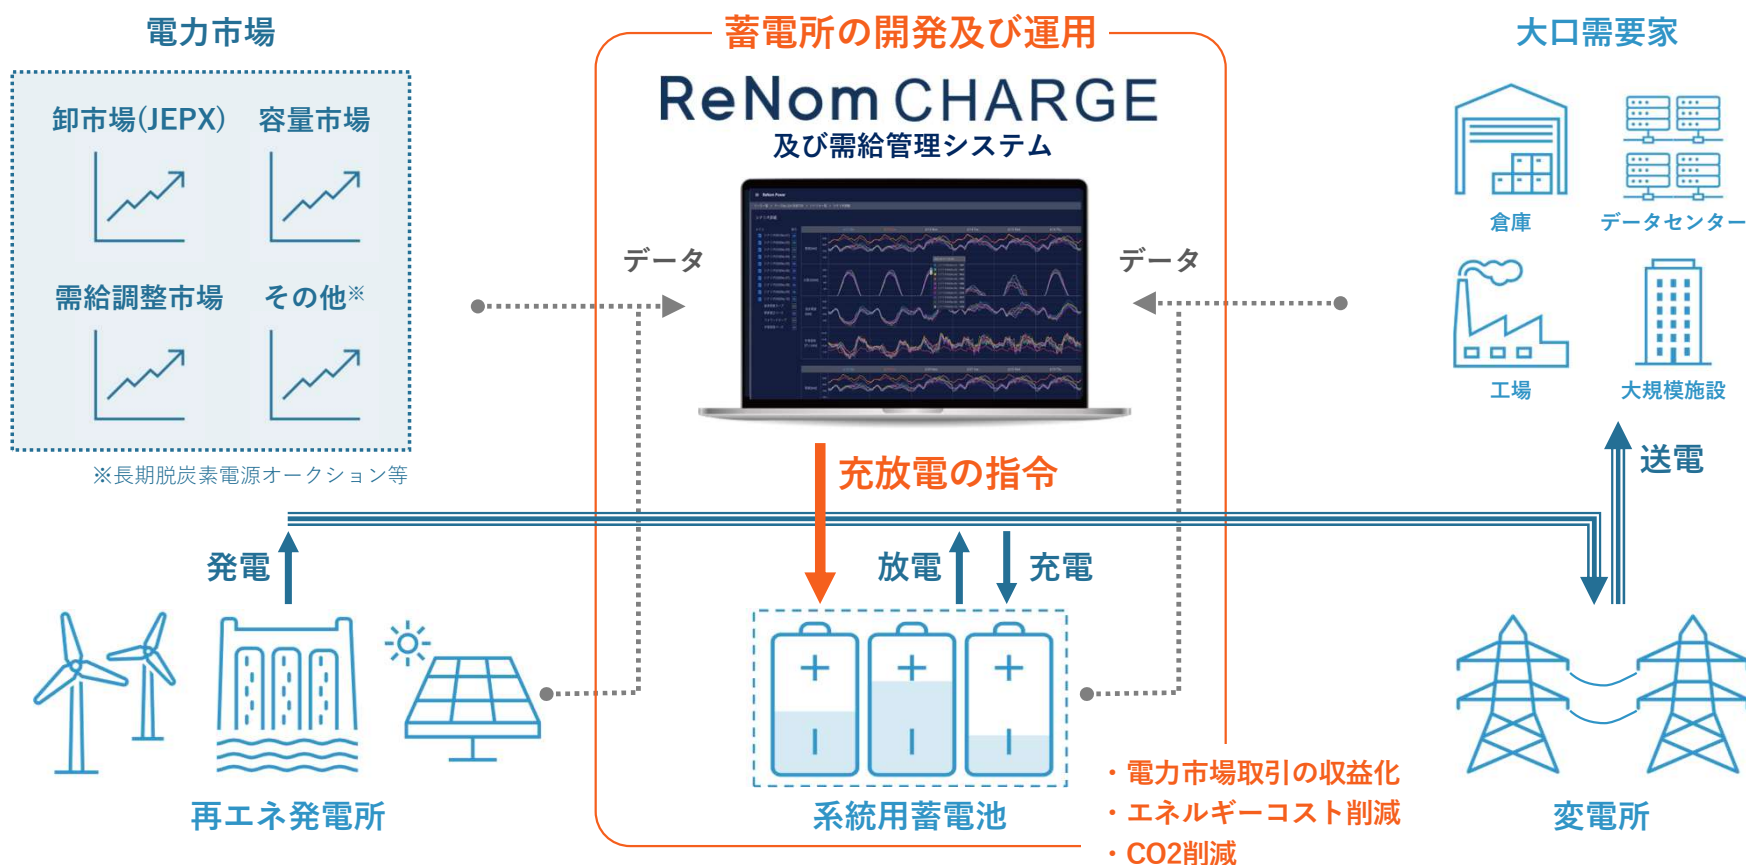 電力市場
卸市場(JEPX)
容量市場
需給調整市場
その他※
※長期脱炭素電源オークション等
蓄電所の開発及び運用
ReNom CHARGE
及び需給管理システム
ReNom Power
データ
データ
大口需要家
倉庫
データセンター
工場
大規模施設
充放電の指令
送電
発電
放電
充電
再エネ発電所
系統用蓄電池
変電所
・電力市場取引の収益化
・エネルギーコスト削減
・CO2削減